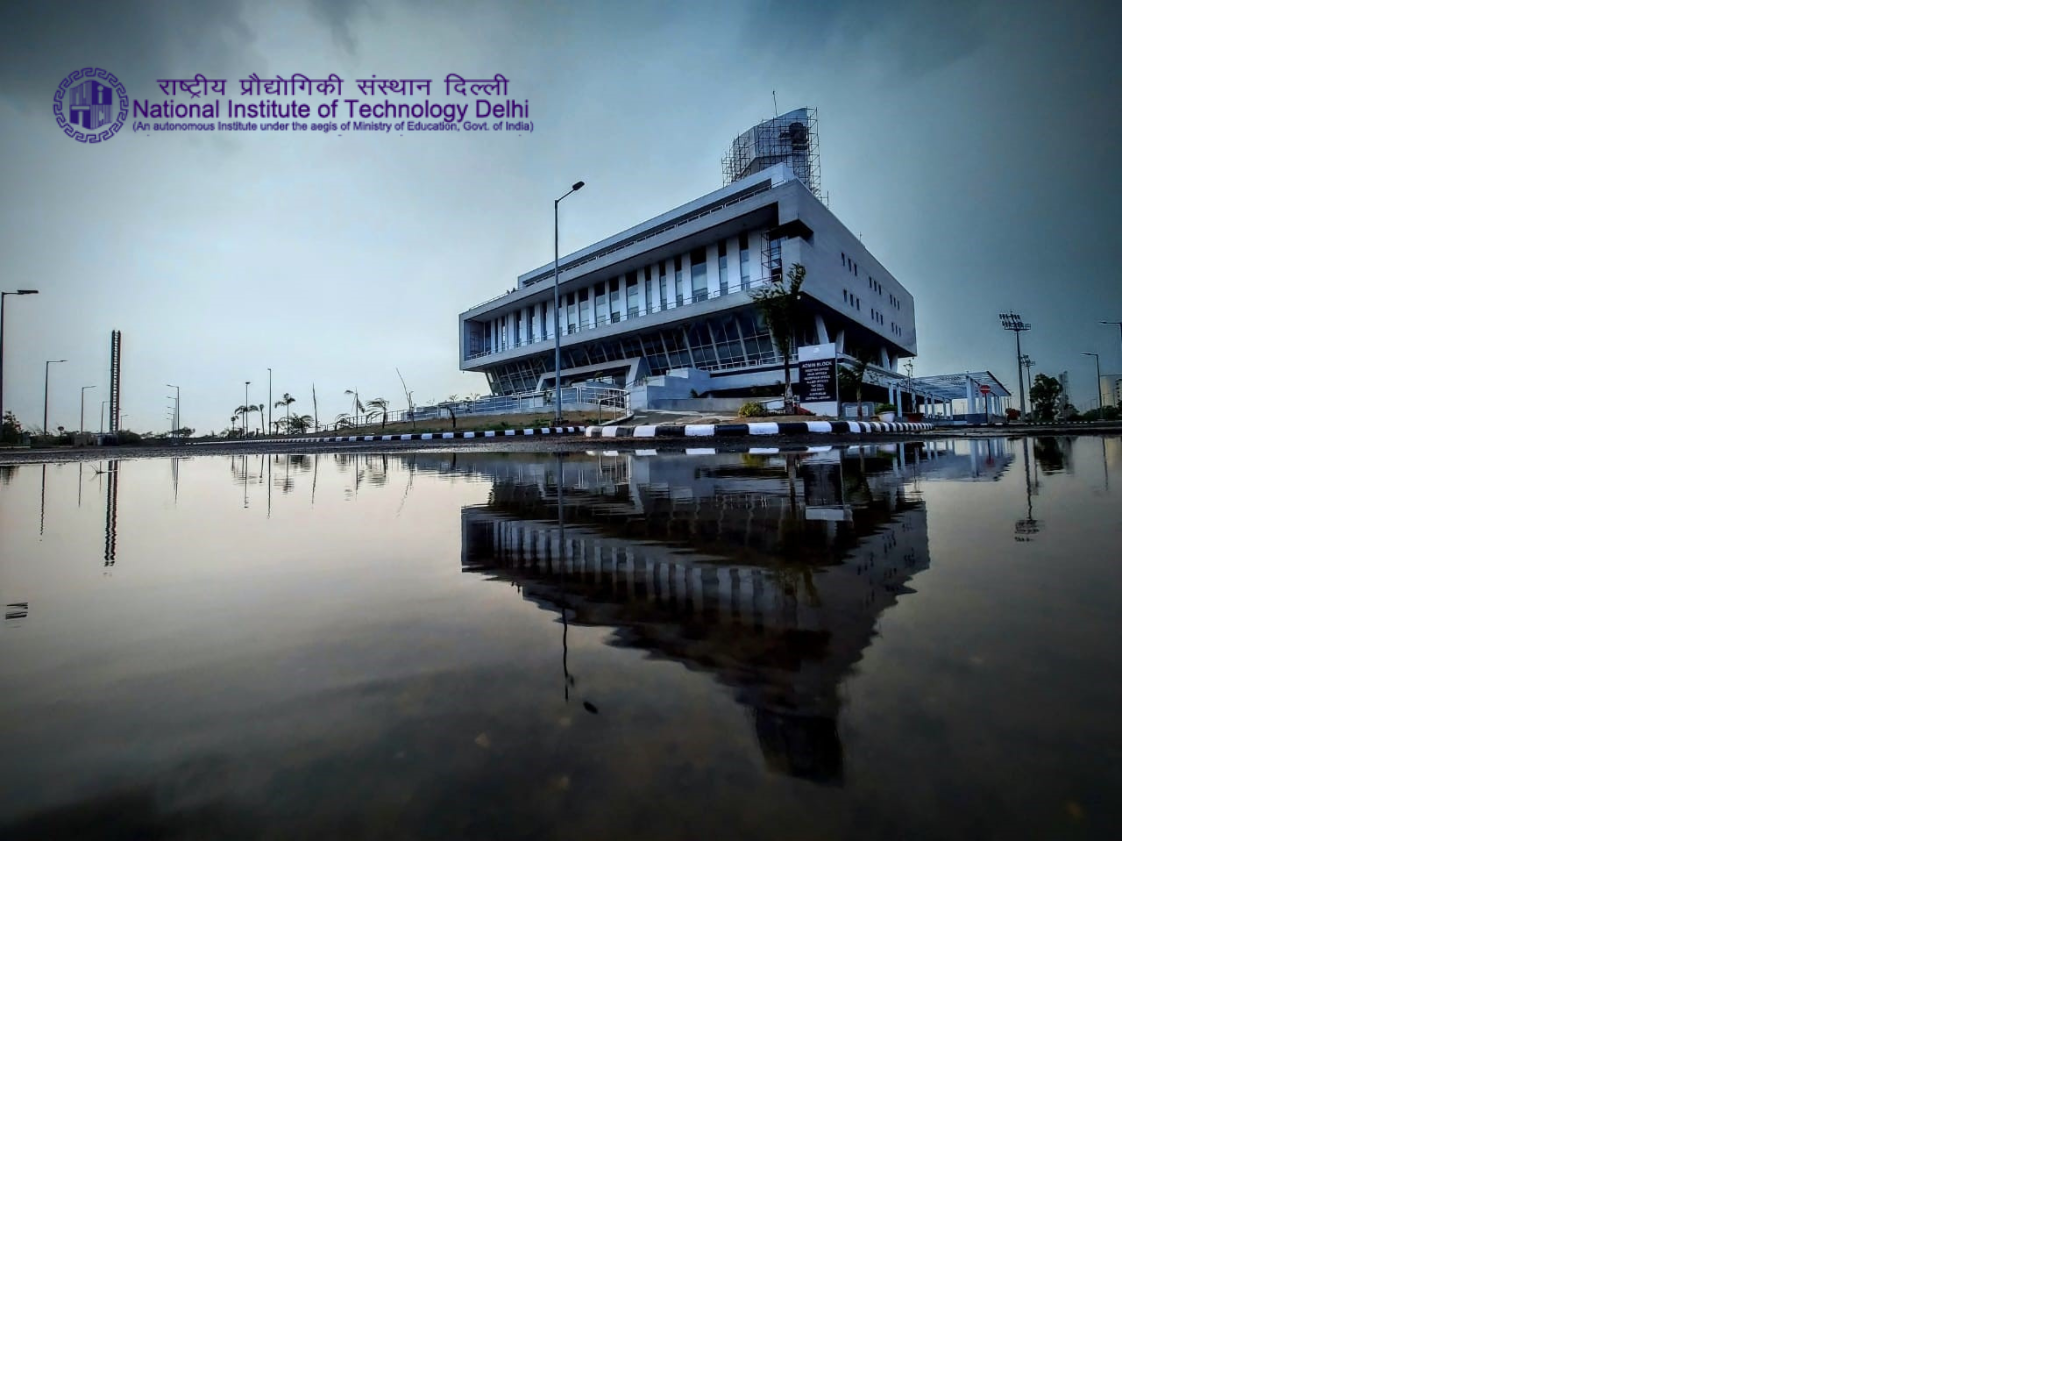 राष्ट्रीय प्रौद्योगिकी संस्थान दिल्ली
National Institute of Technology Delhi
(An autonomous Institute under the aegis of Ministry of Education, Govt. of India)
ADMIN BLOCK